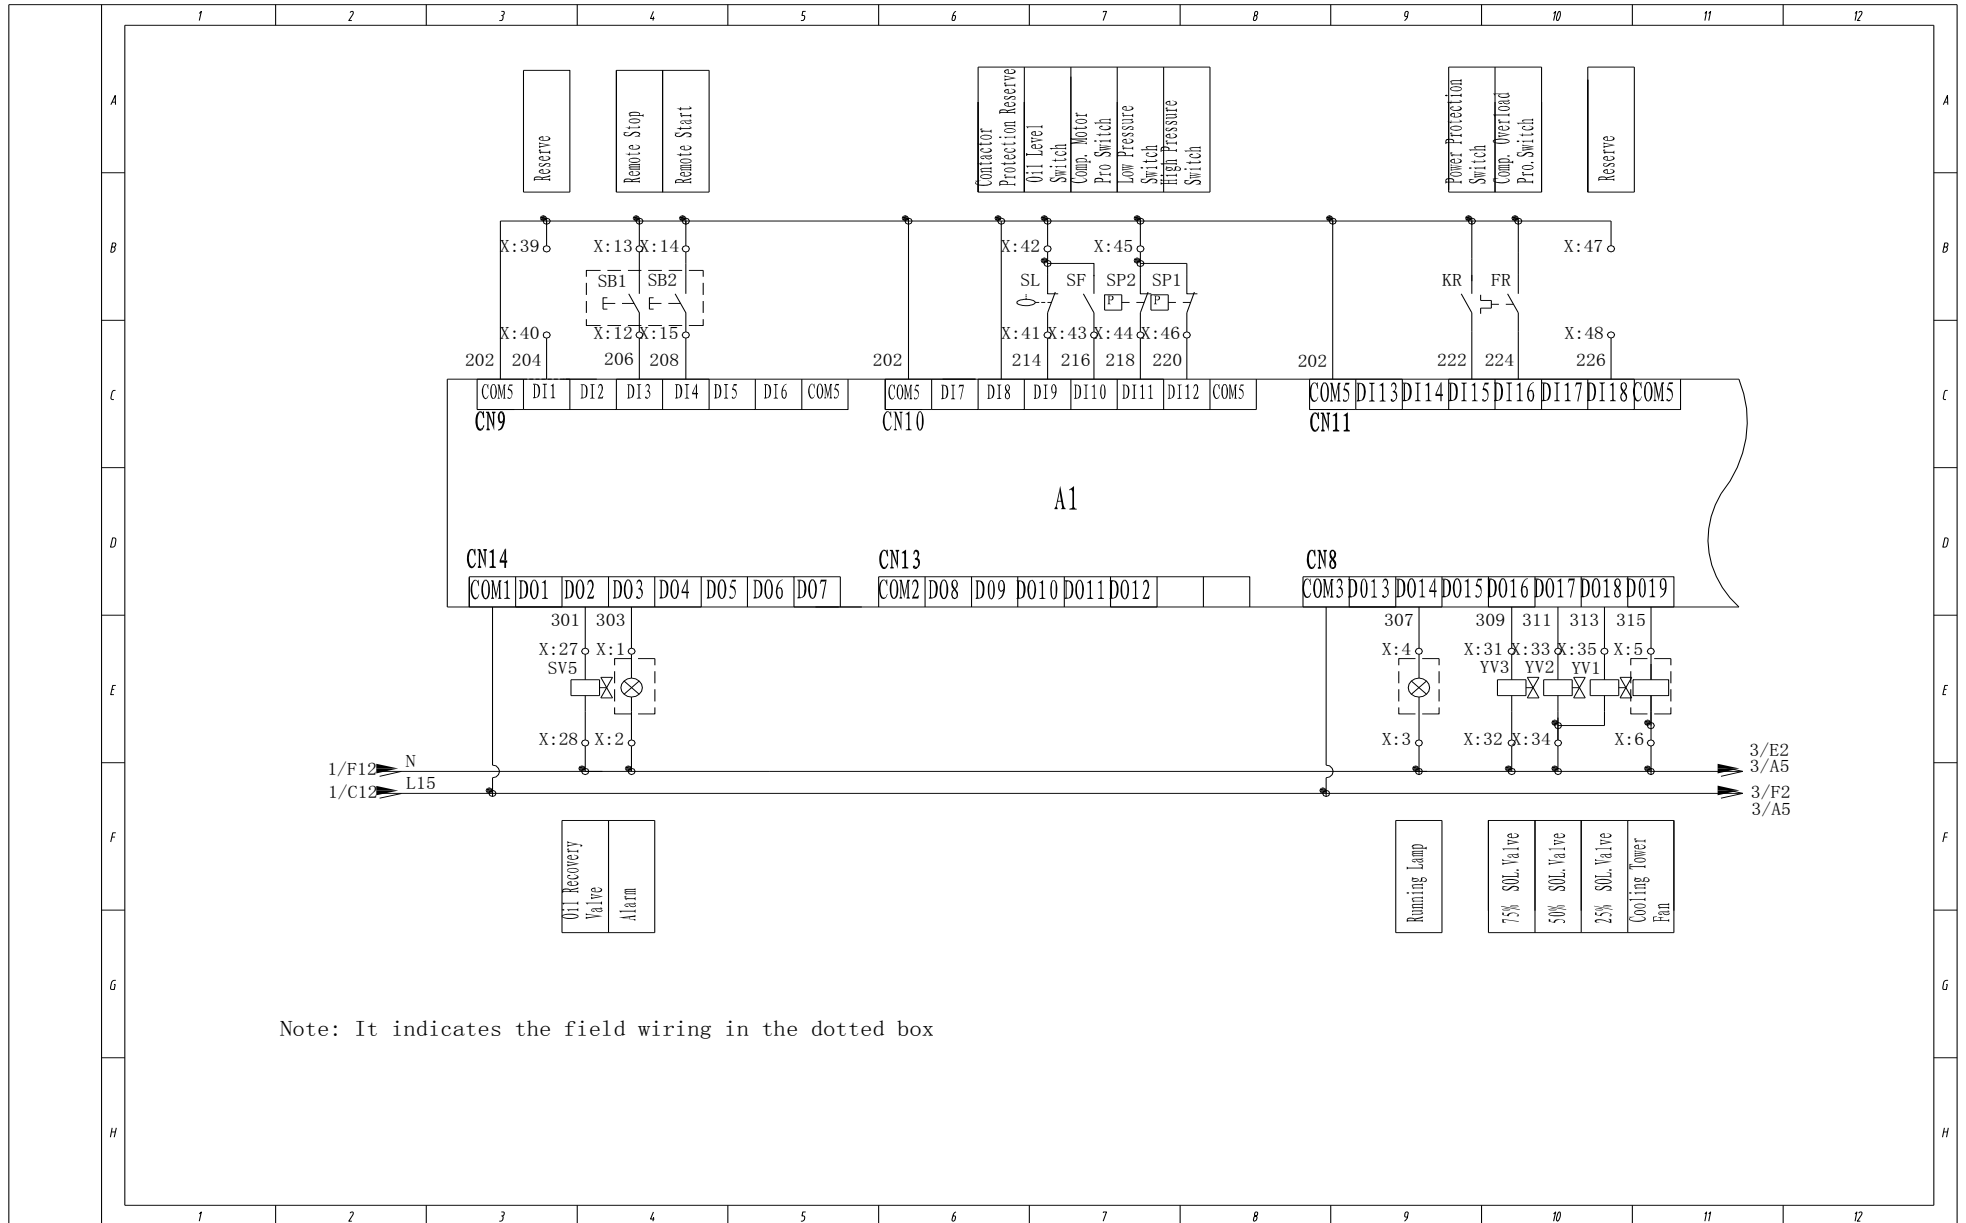 1 2 3 4 5 6 7 8 9 10 11 12
A A
Reserve
Remote Stop
Remote Start
Contactor
Protection Reserve
Oil Level
Switch
Comp. Motor
Pro Switch
Low Pressure
Switch
High Pressure
Switch
Power Protection
Switch
Comp. Overload
Pro.Switch
Reserve
B B
X:39 X:13 X:14 X:42 X:45 X:47
SB1 SB2 SL SF SP2 SP1 KR FR
P P
X:40 X:12 X:15 X:41 X:43 X:44 X:46 X:48
202 204 206 208 202 214 216 218 220 202 222 224 226
C C
COM5 DI1 DI2 DI3 DI4 DI5 DI6 COM5
COM5 DI7 DI8 DI9 DI10 DI11 DI12 COM5
COM5 DI13 DI14 DI15 DI16 DI17 DI18 COM5
CN9 CN10 CN11
A1
D D
CN14 CN13 CN8
COM1 DO1 DO2 DO3 DO4 DO5 DO6 DO7
COM2 DO8 DO9 DO10 DO11 DO12
COM3 DO13 DO14 DO15 DO16 DO17 DO18 DO19
301 303 307 309 311 313 315
X:27 X:1 X:4 X:31 X:33 X:35 X:5
SV5 YV3 YV2 YV1
E E
X:28 X:2 X:3 X:32 X:34 X:6
1/F12 N 3/E2
3/A5
1/C12 L15 3/F2
3/A5
F F
Oil Recovery
Valve
Alarm
Running Lamp
75% SOL.Valve
50% SOL.Valve
25% SOL.Valve
Cooling Tower
Fan
G G
Note: It indicates the field wiring in the dotted box
H H
1 2 3 4 5 6 7 8 9 10 11 12